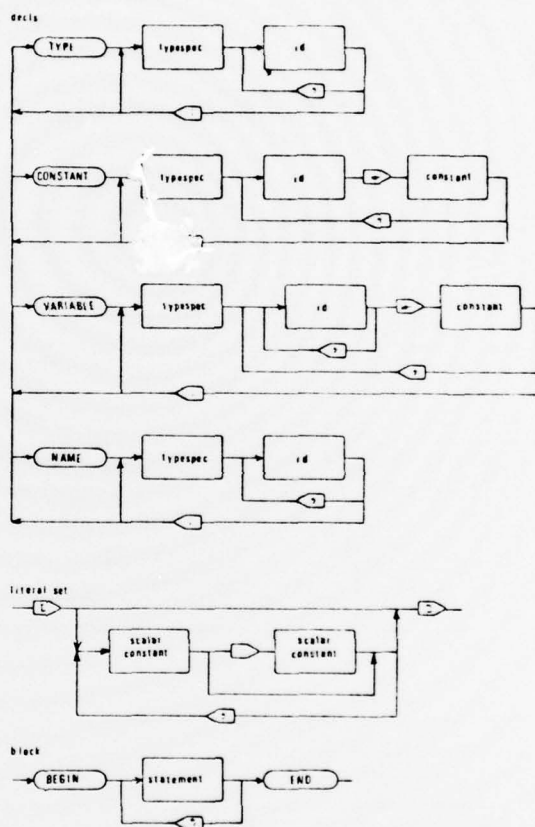 decls
TYPE typespec id
CONSTANT typespec id constant
VARIABLE typespec id constant
NAME typespec id
literal set
scalar constant scalar constant
block
BEGIN statement END